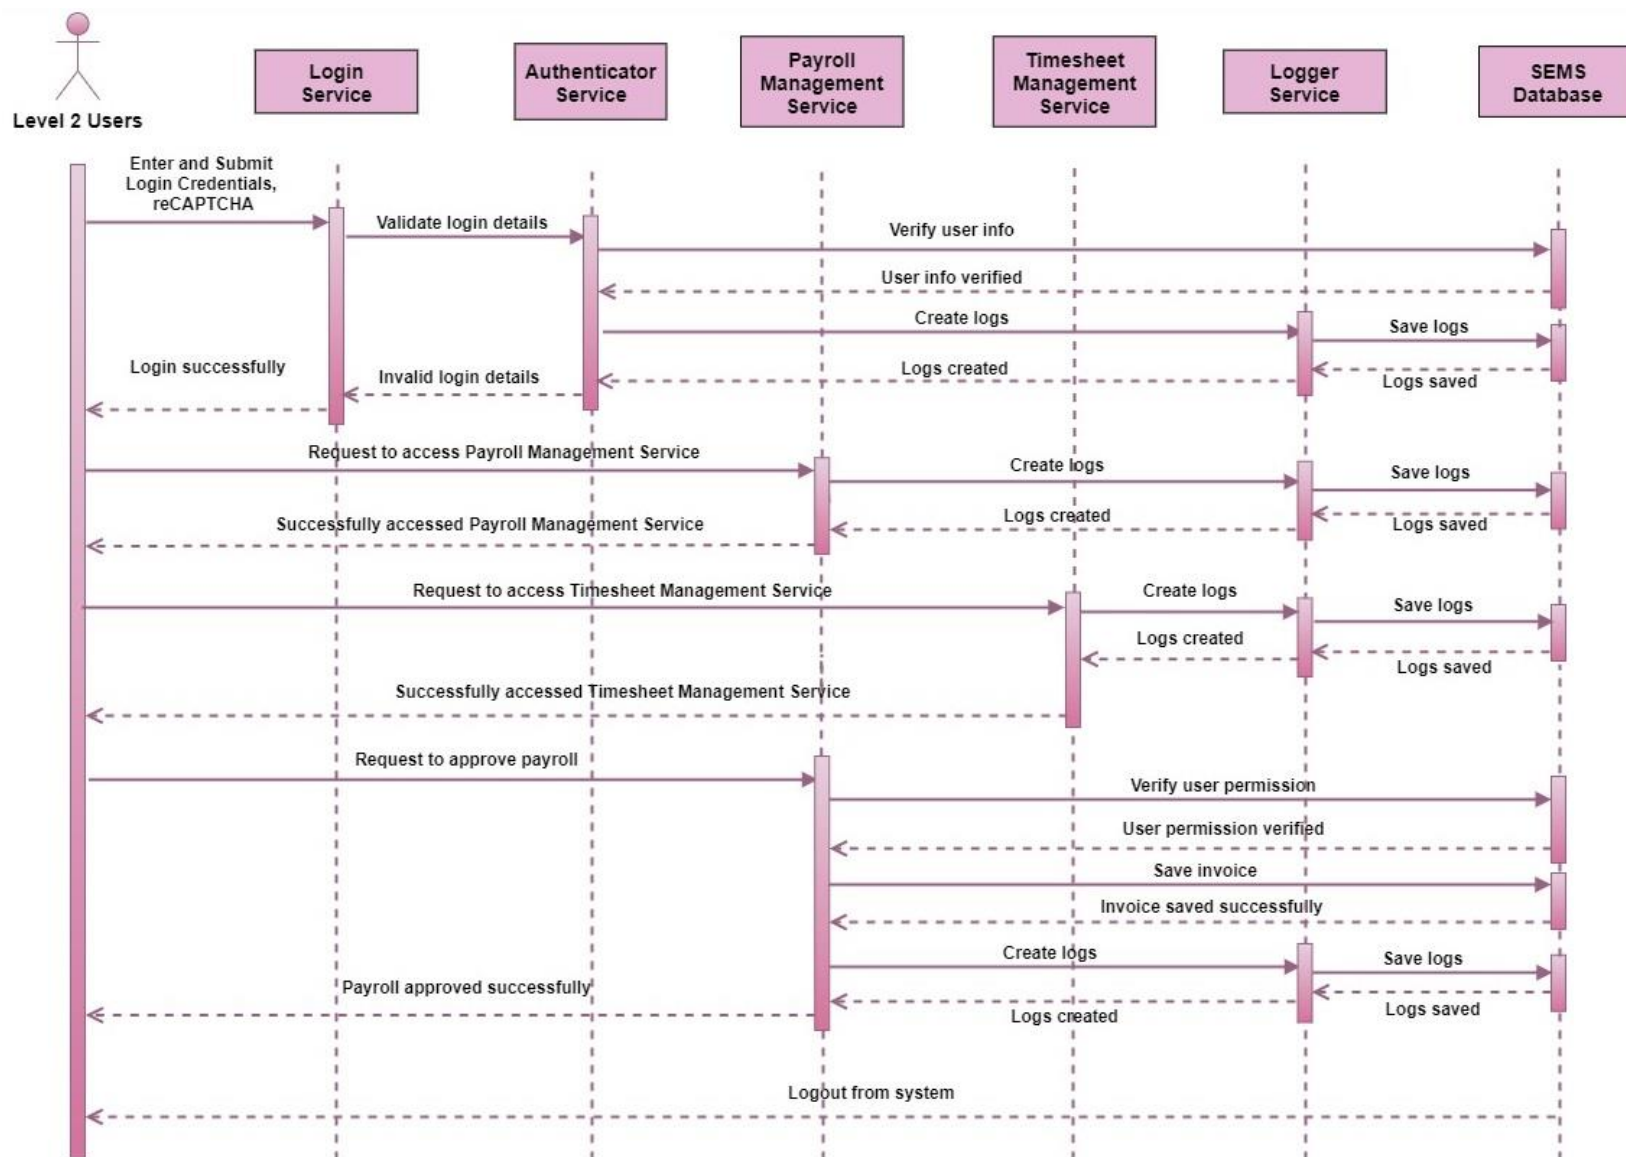 Level 2 Users
Login
Service
Authenticator
Service
Payroll
Management
Service
Timesheet
Management
Service
Logger
Service
SEMS
Database
Enter and Submit
Login Credentials,
reCAPTCHA
Validate login details
Verify user info
User info verified
Create logs
Save logs
Login successfully
Invalid login details
Logs created
Logs saved
Request to access Payroll Management Service
Create logs
Save logs
Successfully accessed Payroll Management Service
Logs created
Logs saved
Request to access Timesheet Management Service
Create logs
Save logs
Logs created
Logs saved
Successfully accessed Timesheet Management Service
Request to approve payroll
Verify user permission
User permission verified
Save invoice
Invoice saved successfully
Create logs
Save logs
Payroll approved successfully
Logs created
Logs saved
Logout from system